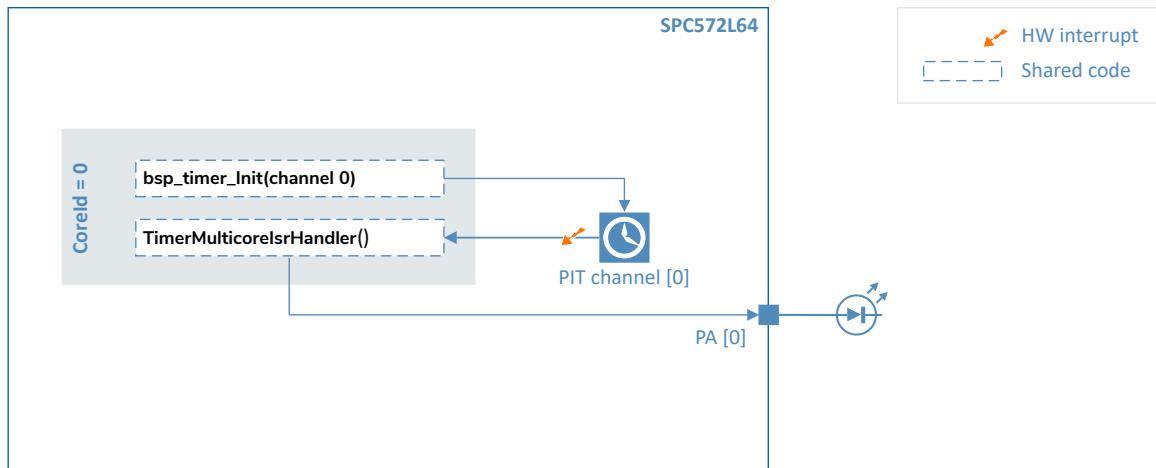 SPC572L64
HW interrupt
Shared code
CoreId = 0
bsp_timer_Init(channel 0)
TimerMulticoreIsrHandler()
PIT channel [0]
PA [0]